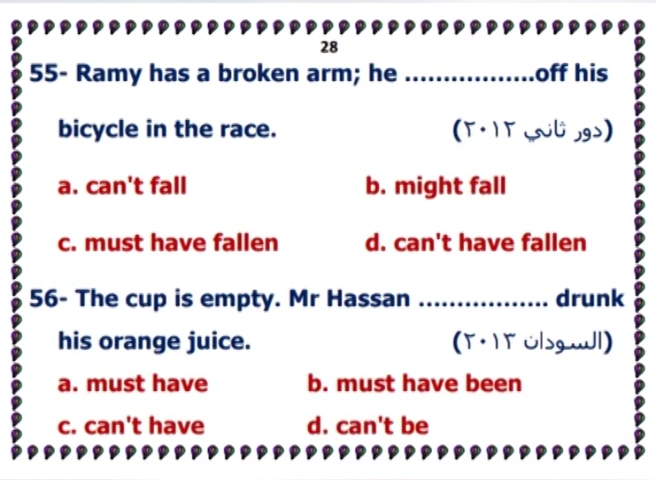 28
55- Ramy has a broken arm; he .................off his
bicycle in the race. (دور ثاني ٢٠١٢)
a. can't fall b. might fall
c. must have fallen d. can't have fallen
56- The cup is empty. Mr Hassan ................. drunk
his orange juice. (السودان ٢٠١٣)
a. must have b. must have been
c. can't have d. can't be